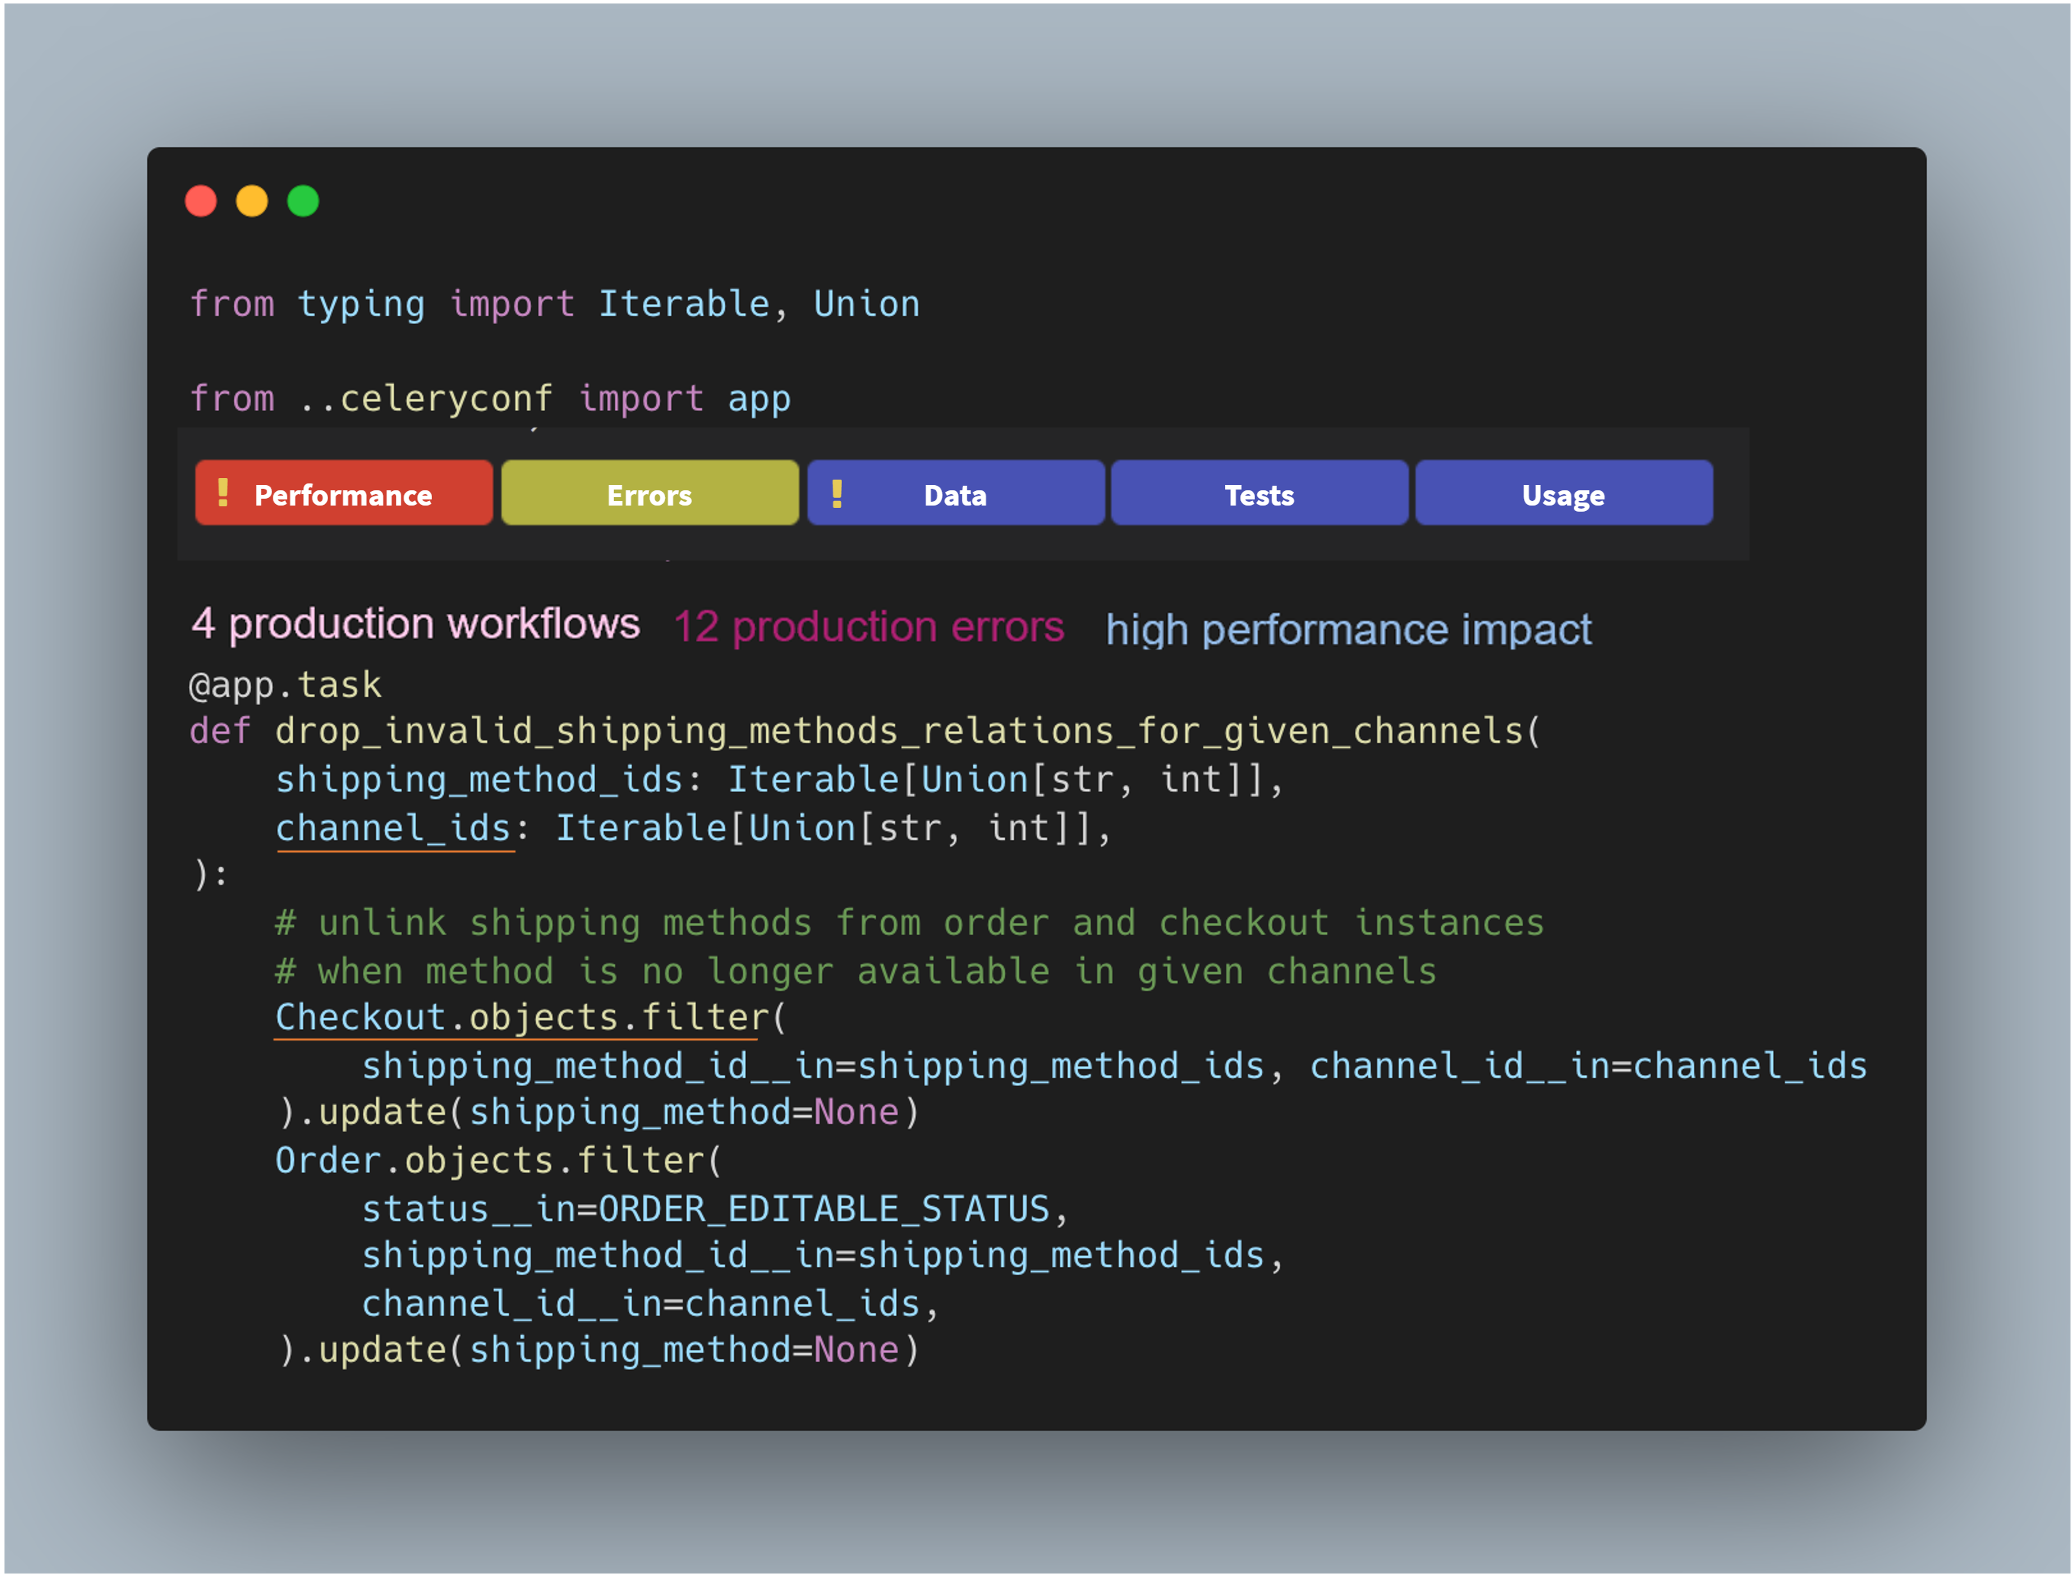 from typing import Iterable, Union
from ..celeryconf import app
! Performance Errors ! Data Tests Usage
4 production workflows 12 production errors high performance impact
@app.task
def drop_invalid_shipping_methods_relations_for_given_channels(
    shipping_method_ids: Iterable[Union[str, int]],
    channel_ids: Iterable[Union[str, int]],
):
    # unlink shipping methods from order and checkout instances
    # when method is no longer available in given channels
    Checkout.objects.filter(
        shipping_method_id__in=shipping_method_ids, channel_id__in=channel_ids
    ).update(shipping_method=None)
    Order.objects.filter(
        status__in=ORDER_EDITABLE_STATUS,
        shipping_method_id__in=shipping_method_ids,
        channel_id__in=channel_ids,
    ).update(shipping_method=None)